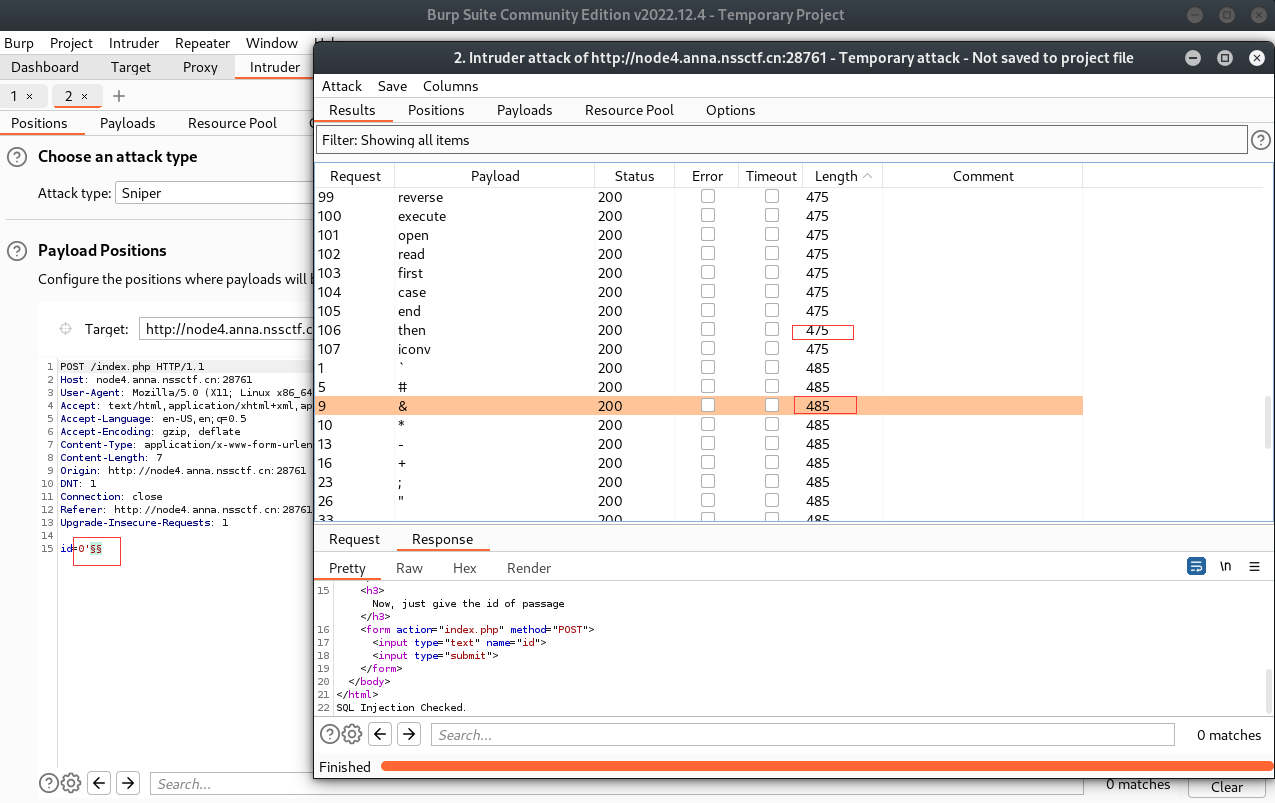 Burp Suite Community Edition v2022.12.4 - Temporary Project
Burp Project Intruder Repeater Window
Dashboard Target Proxy Intruder
1 × 2 × +
Positions Payloads Resource Pool
? Choose an attack type
Attack type: Sniper
? Payload Positions
Configure the positions where payloads will
Target: http://node4.anna.nssctf.c
1 POST /index.php HTTP/1.1
2 Host: node4.anna.nssctf.cn:28761
3 User-Agent: Mozilla/5.0 (X11; Linux x86_64
4 Accept: text/html,application/xhtml+xml,ap
5 Accept-Language: en-US,en;q=0.5
6 Accept-Encoding: gzip, deflate
7 Content-Type: application/x-www-form-urlen
8 Content-Length: 7
9 Origin: http://node4.anna.nssctf.cn:28761
10 DNT: 1
11 Connection: close
12 Referer: http://node4.anna.nssctf.cn:28761
13 Upgrade-Insecure-Requests: 1
14
15 id=0'§§
? Search...
0 matches Clear
2. Intruder attack of http://node4.anna.nssctf.cn:28761 - Temporary attack - Not saved to project file
Attack Save Columns
Results Positions Payloads Resource Pool Options
Filter: Showing all items ?
Request Payload Status Error Timeout Length Comment
99 reverse 200 475
100 execute 200 475
101 open 200 475
102 read 200 475
103 first 200 475
104 case 200 475
105 end 200 475
106 then 200 475
107 iconv 200 475
1 ` 200 485
5 # 200 485
9 & 200 485
10 * 200 485
13 - 200 485
16 + 200 485
23 ; 200 485
26 " 200 485
33 200 485
Request Response
Pretty Raw Hex Render \n
15 <h3>
Now, just give the id of passage
</h3>
16 <form action="index.php" method="POST">
17 <input type="text" name="id">
18 <input type="submit">
19 </form>
20 </body>
21 </html>
22 SQL Injection Checked.
? Search... 0 matches
Finished